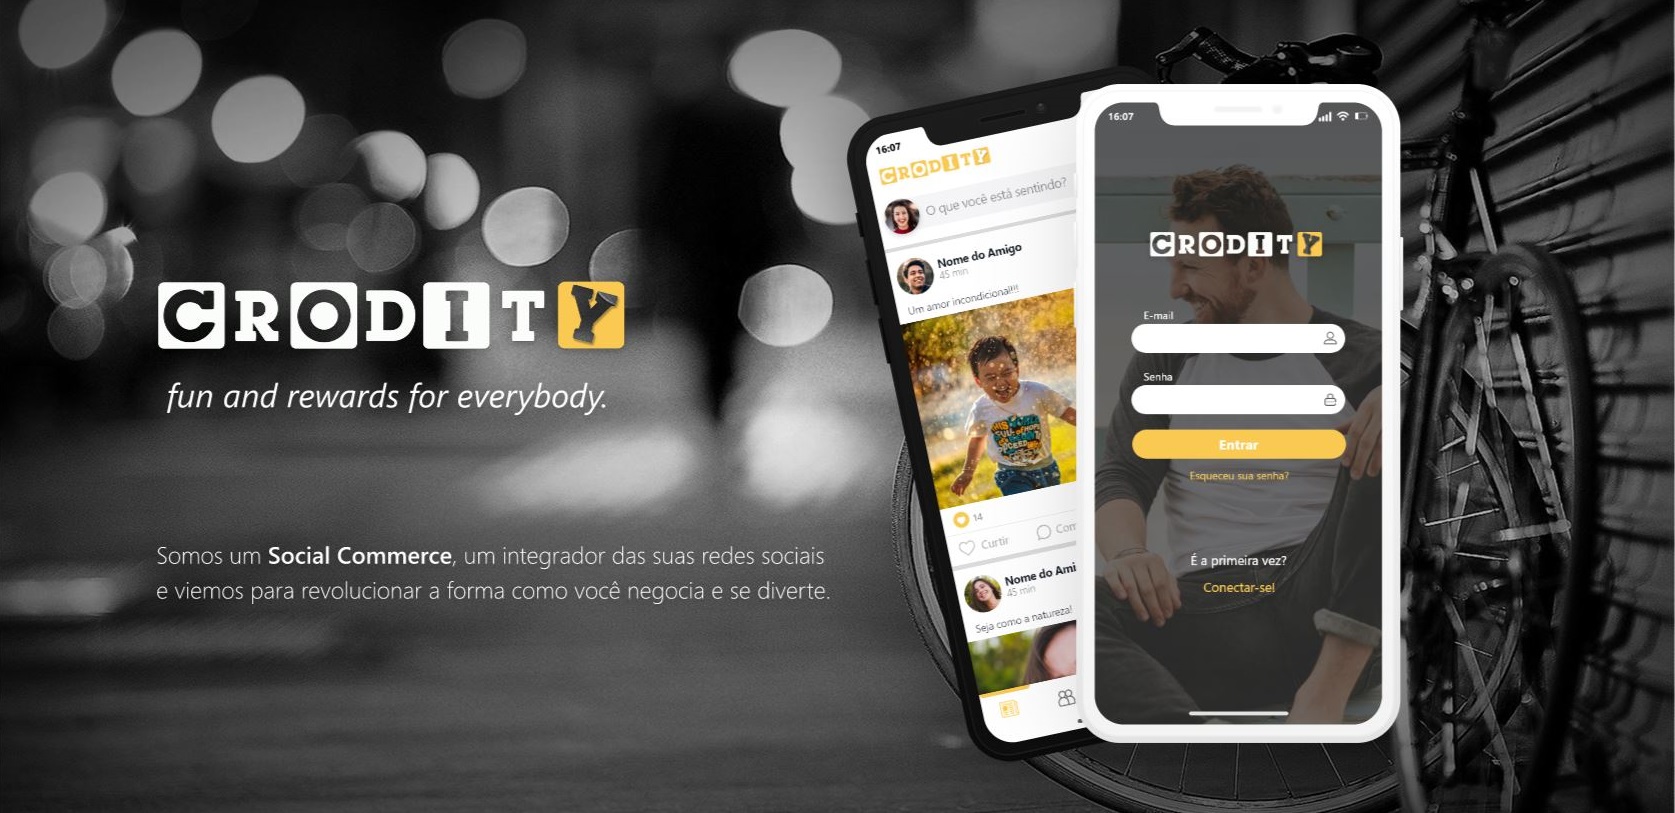 CRODITY
fun and rewards for everybody.
Somos um Social Commerce, um integrador das suas redes sociais
e viemos para revolucionar a forma como você negocia e se diverte.
16:07
CRODITY
O que você está sentindo?
Nome do Amigo
45 min
Um amor incondicional!!!
14
Curtir
Com
Nome do Ami
45 min
Seja como a natureza!
16:07
CRODITY
E-mail
Senha
Entrar
Esqueceu sua senha?
É a primeira vez?
Conectar-se!